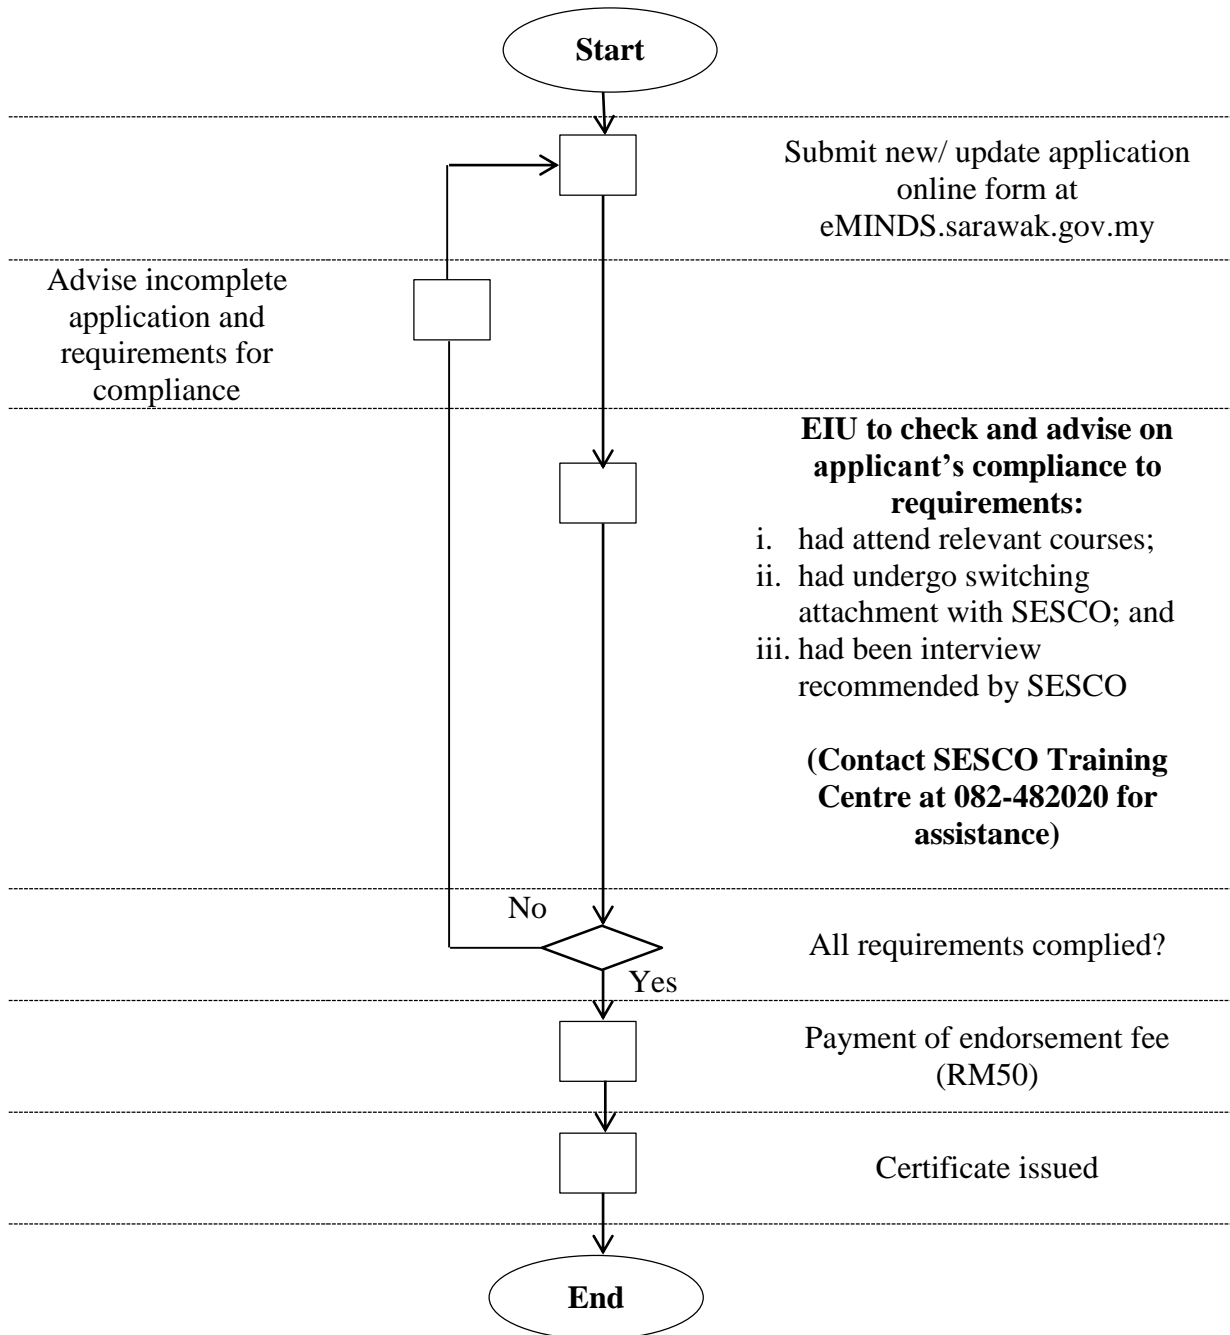 Start
Submit new/ update application
online form at
eMINDS.sarawak.gov.my
Advise incomplete
application and
requirements for
compliance
EIU to check and advise on
applicant’s compliance to
requirements:
i. had attend relevant courses;
ii. had undergo switching
attachment with SESCO; and
iii. had been interview
recommended by SESCO
(Contact SESCO Training
Centre at 082-482020 for
assistance)
No
All requirements complied?
Yes
Payment of endorsement fee
(RM50)
Certificate issued
End